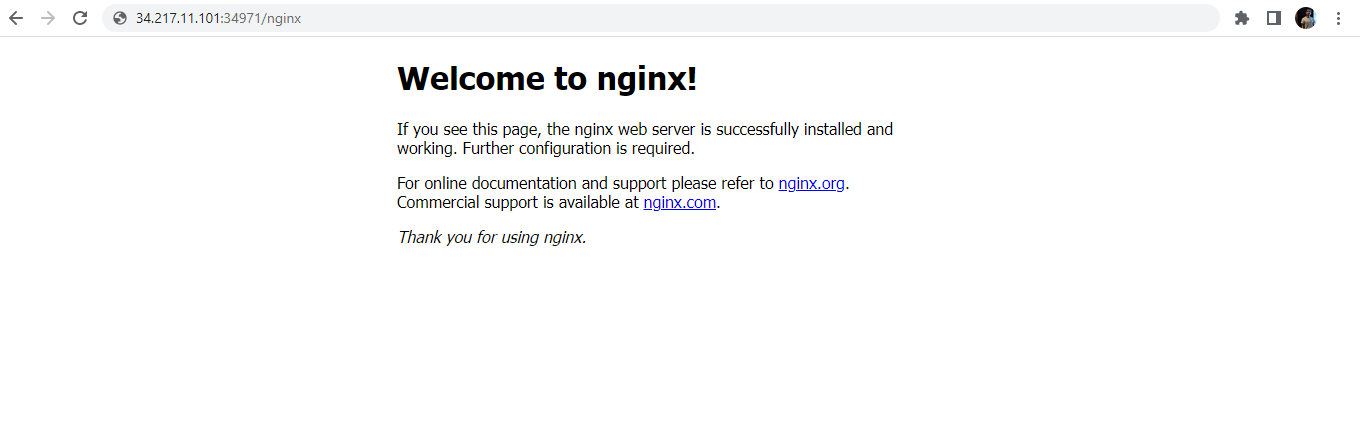 34.217.11.101:34971/nginx
Welcome to nginx!
If you see this page, the nginx web server is successfully installed and
working. Further configuration is required.
For online documentation and support please refer to nginx.org.
Commercial support is available at nginx.com.
Thank you for using nginx.